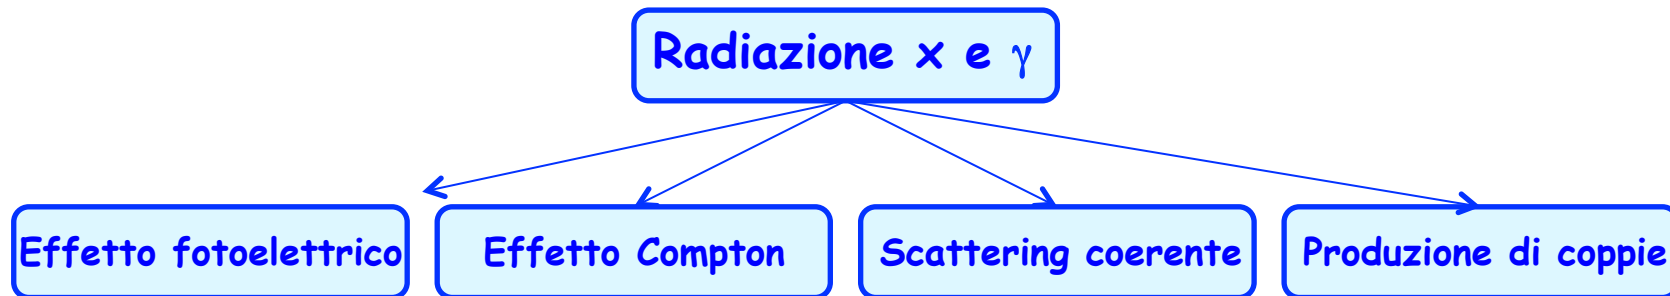 Radiazione x e γ
Effetto fotoelettrico
Effetto Compton
Scattering coerente
Produzione di coppie